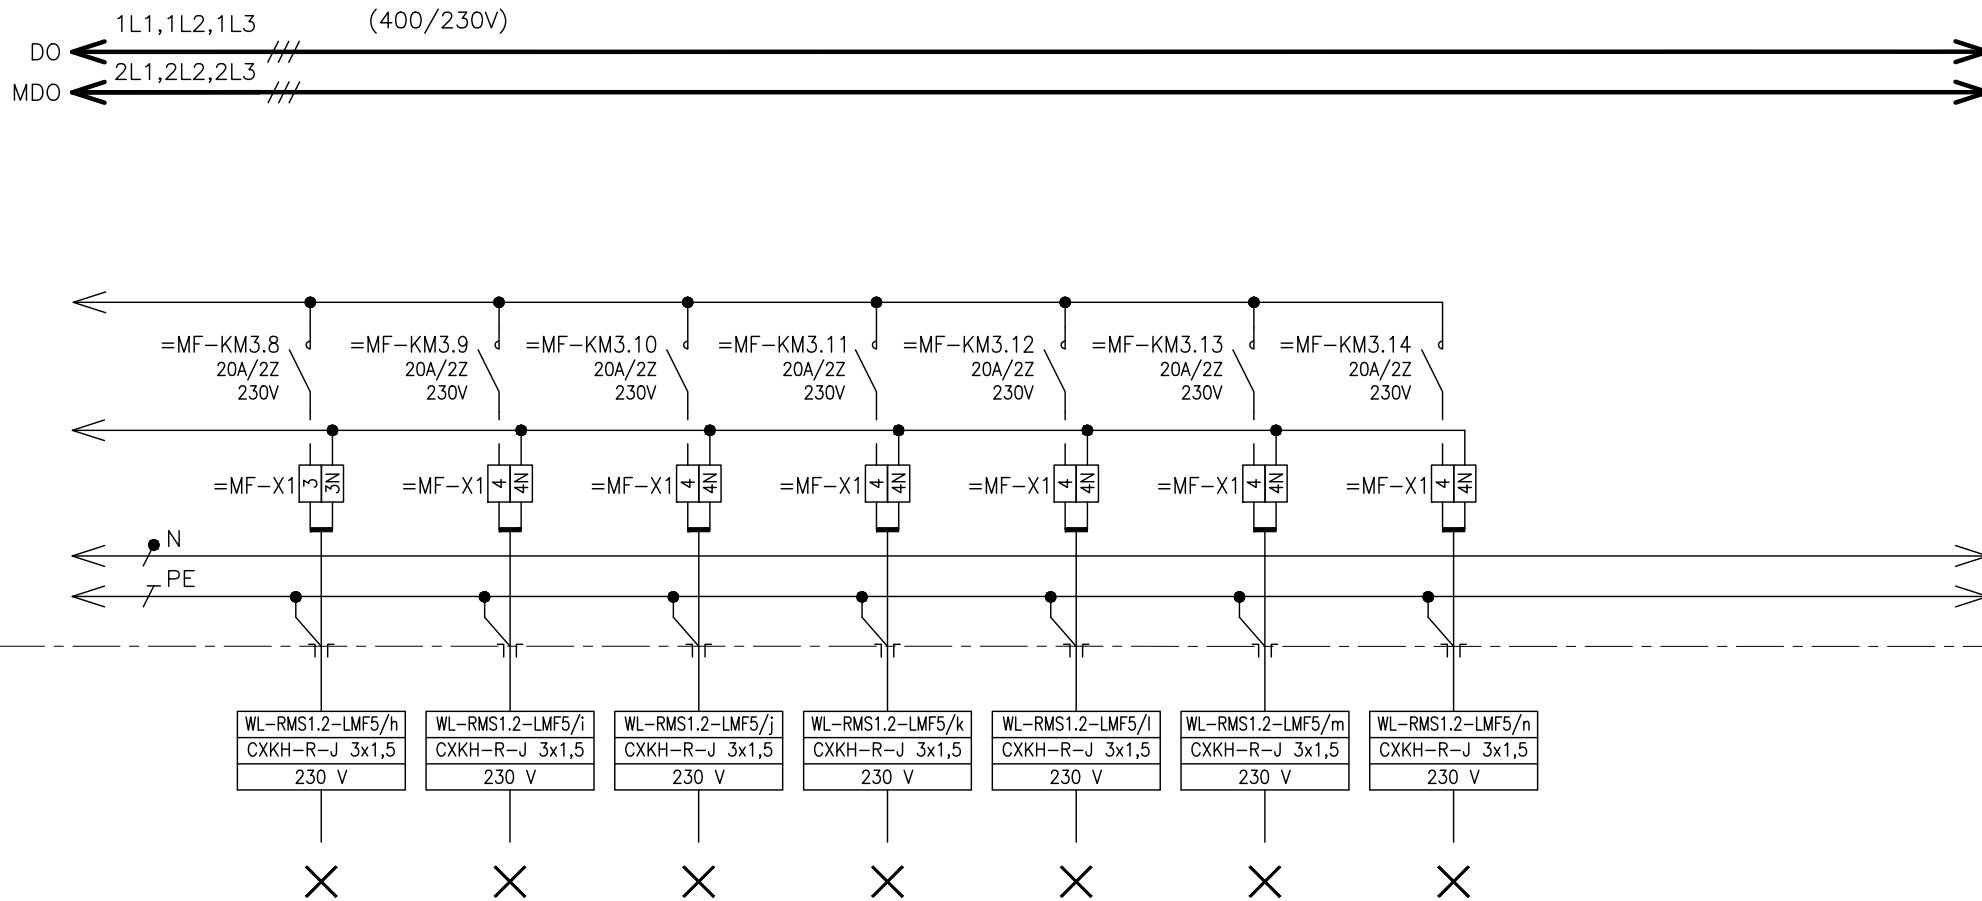 1L1,1L2,1L3 (400/230V)
DO
2L1,2L2,2L3
MDO
=MF-KM3.8 =MF-KM3.9 =MF-KM3.10 =MF-KM3.11 =MF-KM3.12 =MF-KM3.13 =MF-KM3.14
20A/2Z 20A/2Z 20A/2Z 20A/2Z 20A/2Z 20A/2Z 20A/2Z
230V 230V 230V 230V 230V 230V 230V
=MF-X1 3 3N =MF-X1 4 4N =MF-X1 4 4N =MF-X1 4 4N =MF-X1 4 4N =MF-X1 4 4N =MF-X1 4 4N
N
PE
WL-RMS1.2-LMF5/h WL-RMS1.2-LMF5/i WL-RMS1.2-LMF5/j WL-RMS1.2-LMF5/k WL-RMS1.2-LMF5/l WL-RMS1.2-LMF5/m WL-RMS1.2-LMF5/n
CXKH-R-J 3x1,5 CXKH-R-J 3x1,5 CXKH-R-J 3x1,5 CXKH-R-J 3x1,5 CXKH-R-J 3x1,5 CXKH-R-J 3x1,5 CXKH-R-J 3x1,5
230 V 230 V 230 V 230 V 230 V 230 V 230 V